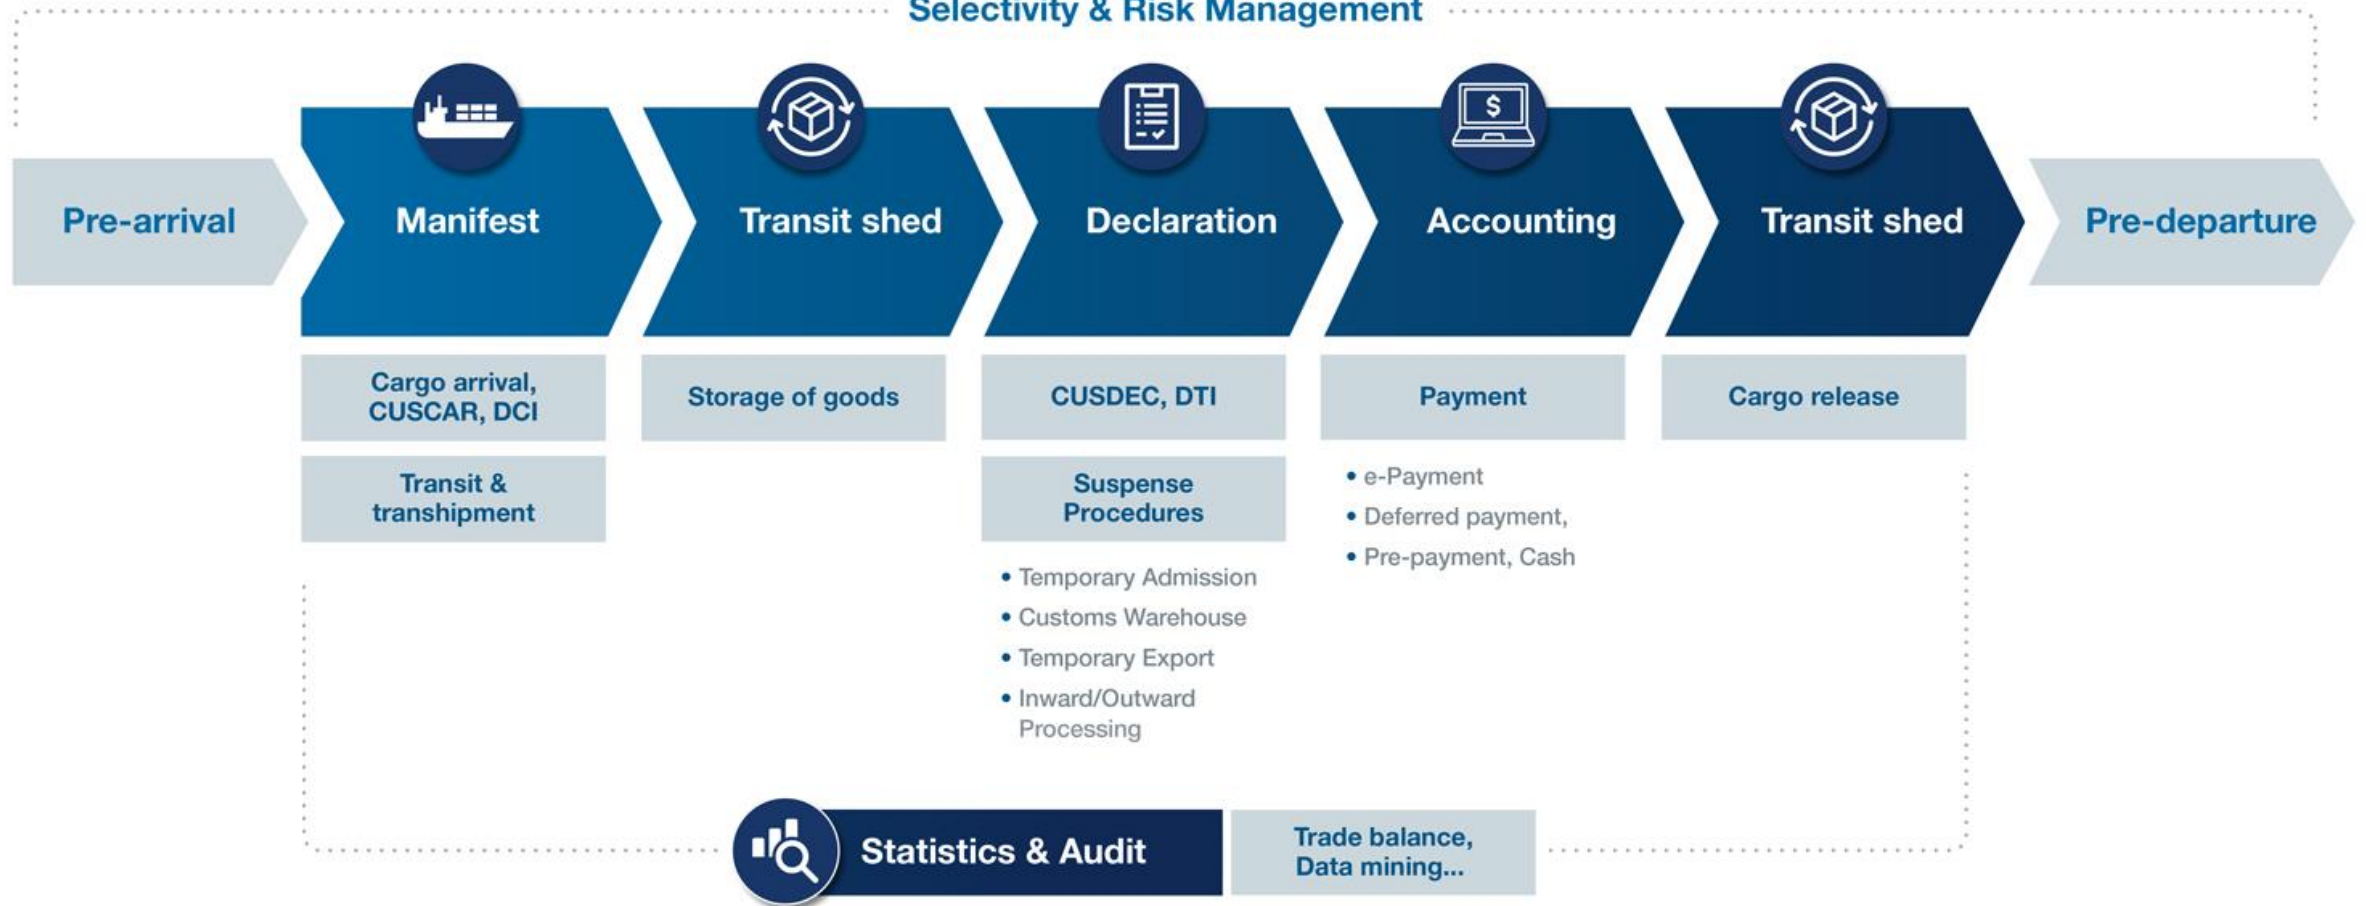 Selectivity & Risk Management
Pre-arrival
Manifest
Transit shed
Declaration
$
Accounting
Transit shed
Pre-departure
Cargo arrival,
CUSCAR, DCI
Storage of goods
CUSDEC, DTI
Payment
Cargo release
Transit &
transhipment
Suspense
Procedures
• e-Payment
• Deferred payment,
• Pre-payment, Cash
• Temporary Admission
• Customs Warehouse
• Temporary Export
• Inward/Outward
Processing
Statistics & Audit
Trade balance,
Data mining...